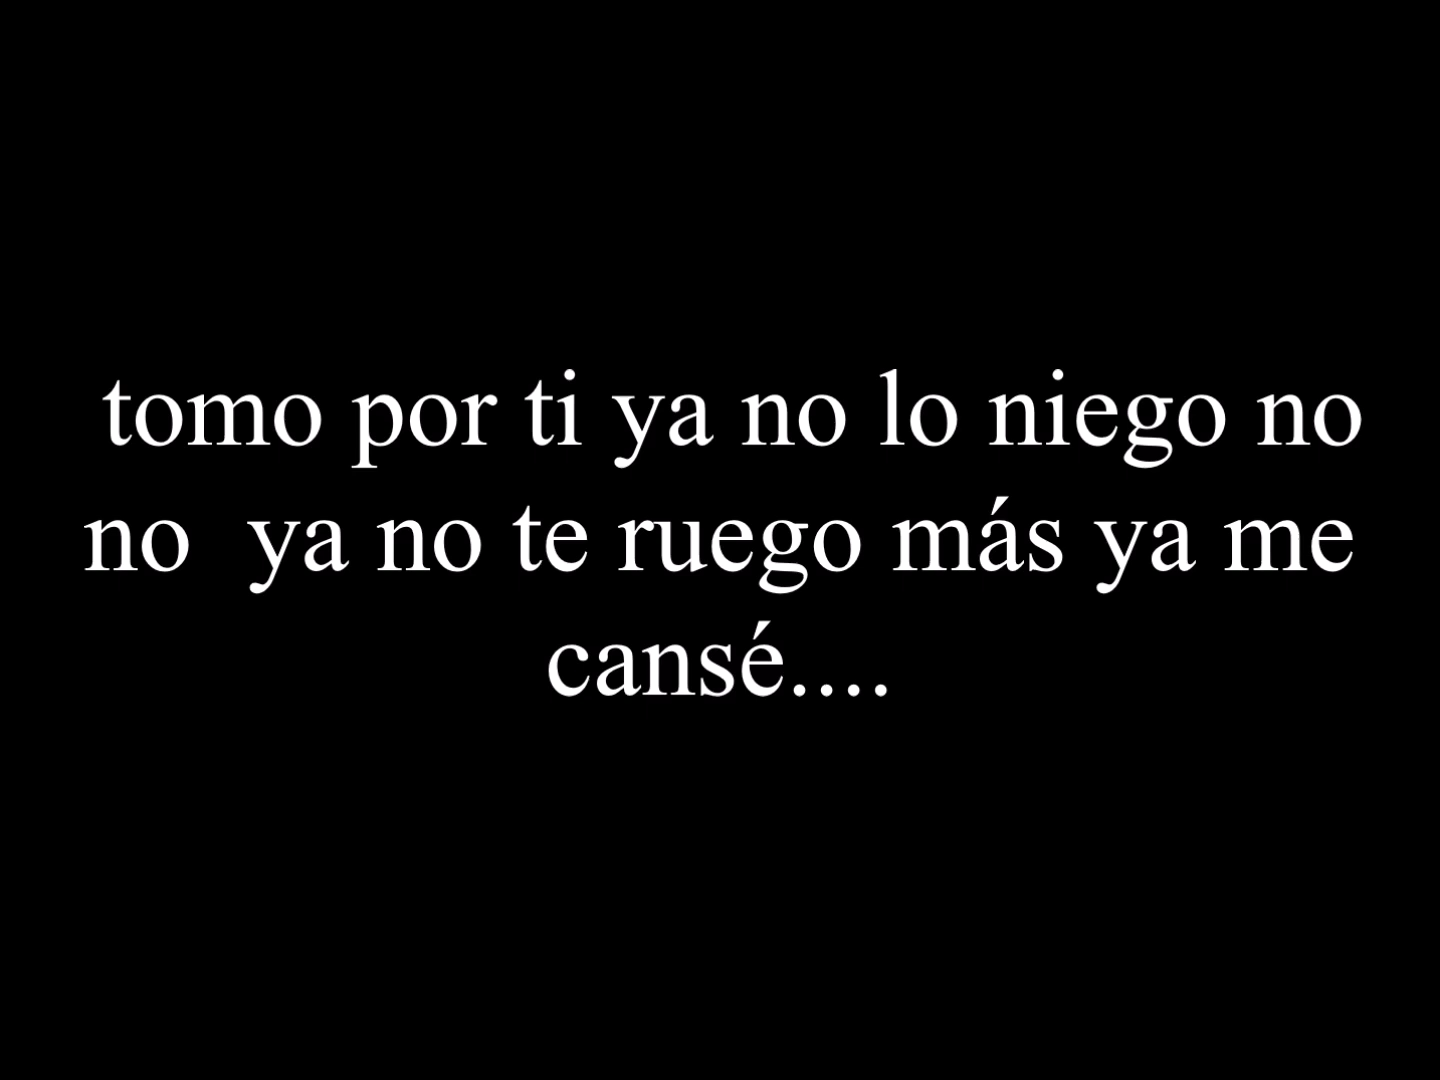 tomo por ti ya no lo niego no
no  ya no te ruego más ya me
cansé....